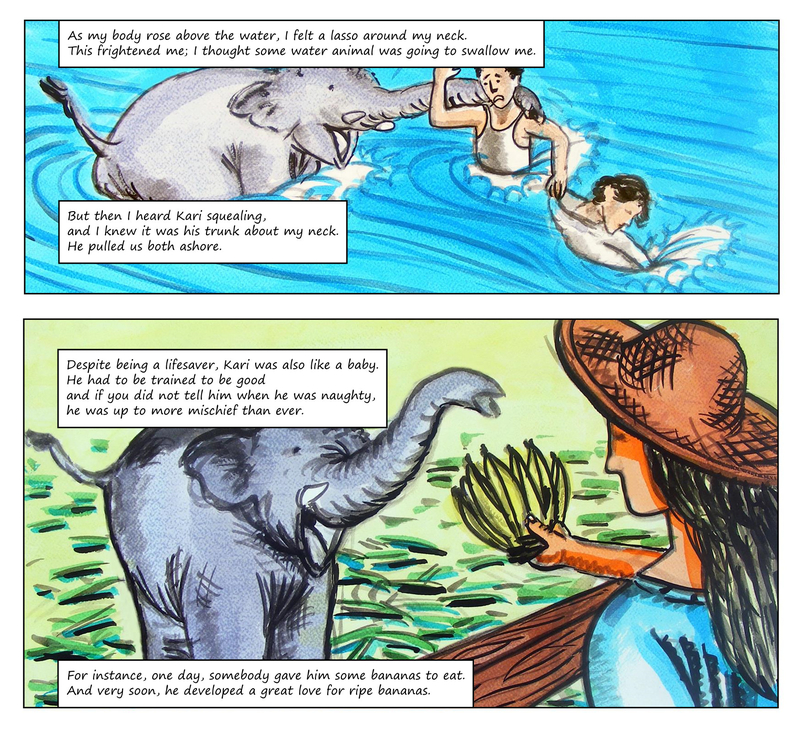 As my body rose above the water, I felt a lasso around my neck.
This frightened me; I thought some water animal was going to swallow me.
But then I heard Kari squealing,
and I knew it was his trunk about my neck.
He pulled us both ashore.
Despite being a lifesaver, Kari was also like a baby.
He had to be trained to be good
and if you did not tell him when he was naughty,
he was up to more mischief than ever.
For instance, one day, somebody gave him some bananas to eat.
And very soon, he developed a great love for ripe bananas.